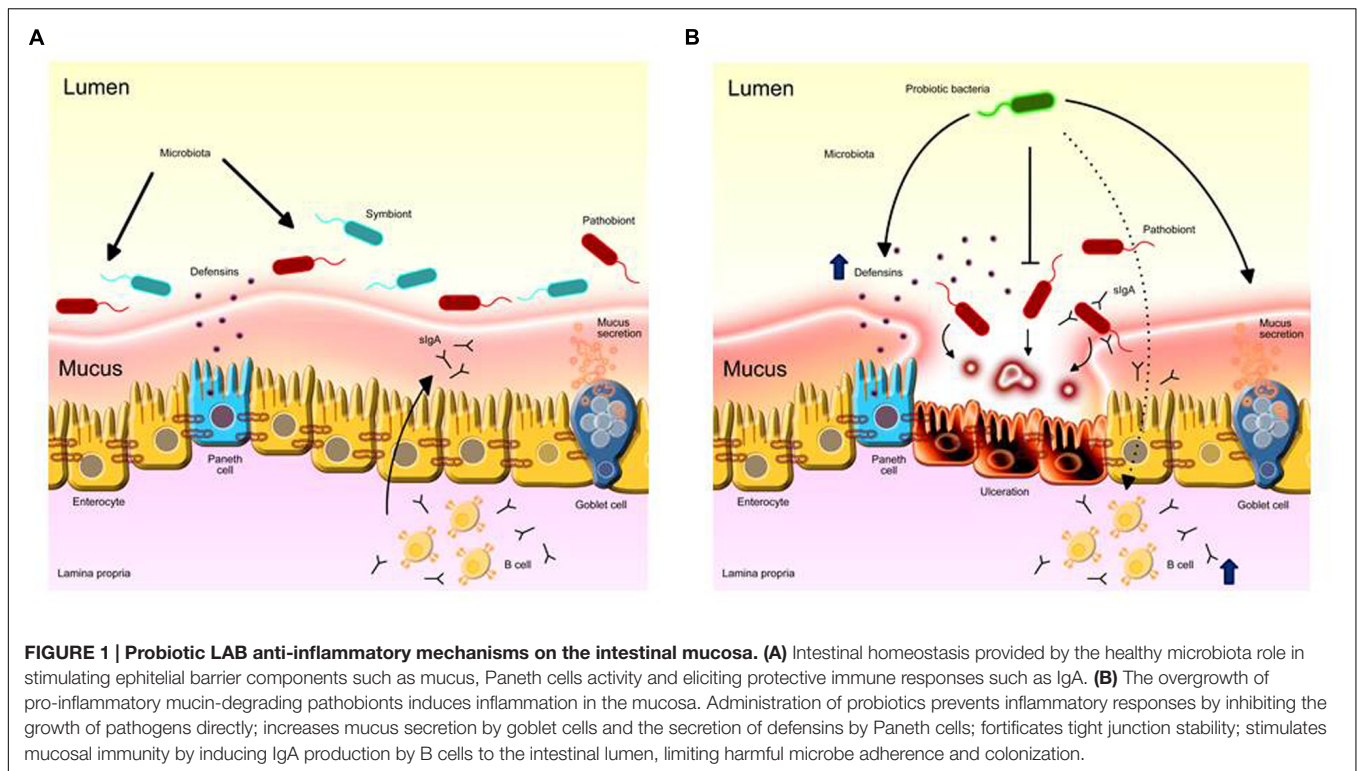 A
Lumen
Microbiota
Symbiont
Pathobiont
Defensins
Mucus
secretion
sIgA
Mucus
Paneth
cell
Enterocyte
Goblet cell
B cell
Lamina propria
B
Lumen
Probiotic bacteria
Microbiota
Pathobiont
Defensins
sIgA
Mucus
secretion
Mucus
Paneth
cell
Ulceration
Enterocyte
Goblet cell
B cell
Lamina propria
FIGURE 1 | Probiotic LAB anti-inflammatory mechanisms on the intestinal mucosa. (A) Intestinal homeostasis provided by the healthy microbiota role in
stimulating ephitelial barrier components such as mucus, Paneth cells activity and eliciting protective immune responses such as IgA. (B) The overgrowth of
pro-inflammatory mucin-degrading pathobionts induces inflammation in the mucosa. Administration of probiotics prevents inflammatory responses by inhibiting the
growth of pathogens directly; increases mucus secretion by goblet cells and the secretion of defensins by Paneth cells; fortificates tight junction stability; stimulates
mucosal immunity by inducing IgA production by B cells to the intestinal lumen, limiting harmful microbe adherence and colonization.